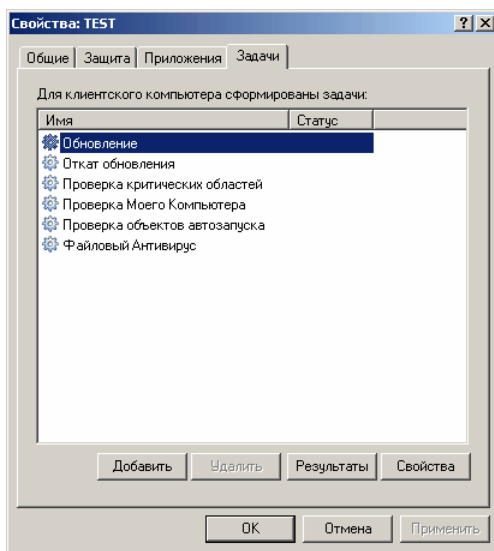 Свойства: TEST
Общие Защита Приложения Задачи
Для клиентского компьютера сформированы задачи:
Имя Статус
Обновление
Откат обновления
Проверка критических областей
Проверка Моего Компьютера
Проверка объектов автозапуска
Файловый Антивирус
Добавить Удалить Результаты Свойства
OK Отмена Применить